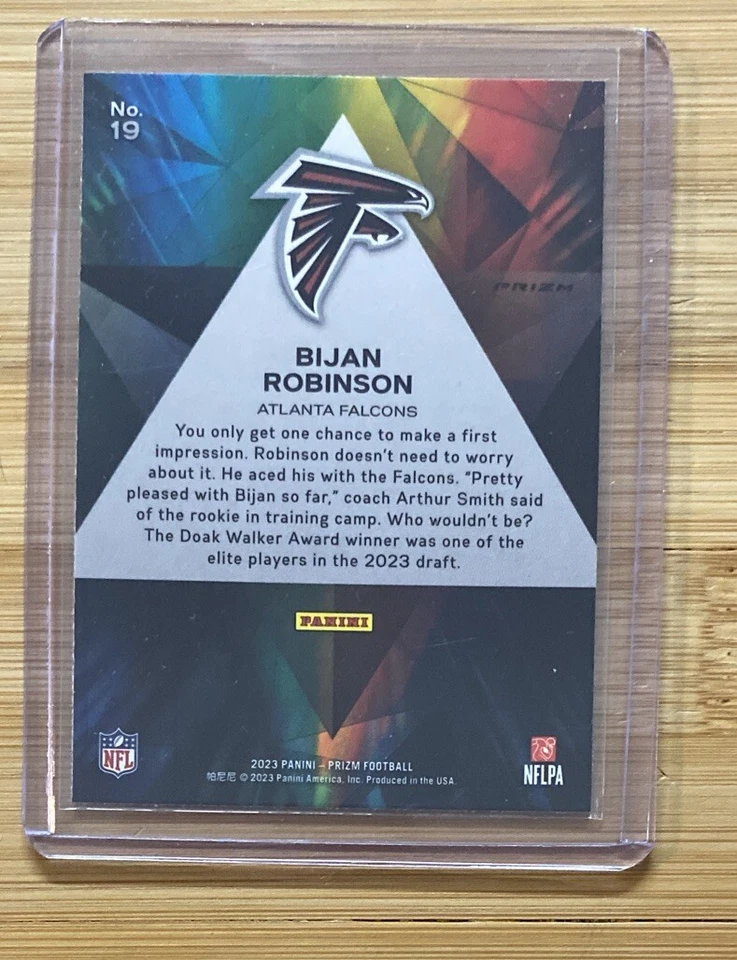 No.
19
PRIZM
BIJAN
ROBINSON
ATLANTA FALCONS
You only get one chance to make a first
impression. Robinson doesn't need to worry
about it. He aced his with the Falcons. "Pretty
pleased with Bijan so far," coach Arthur Smith said
of the rookie in training camp. Who wouldn't be?
The Doak Walker Award winner was one of the
elite players in the 2023 draft.
PANINI
NFL
NFLPA
2023 PANINI – PRIZM FOOTBALL
帕尼尼 © 2023 Panini America, Inc. Produced in the USA.